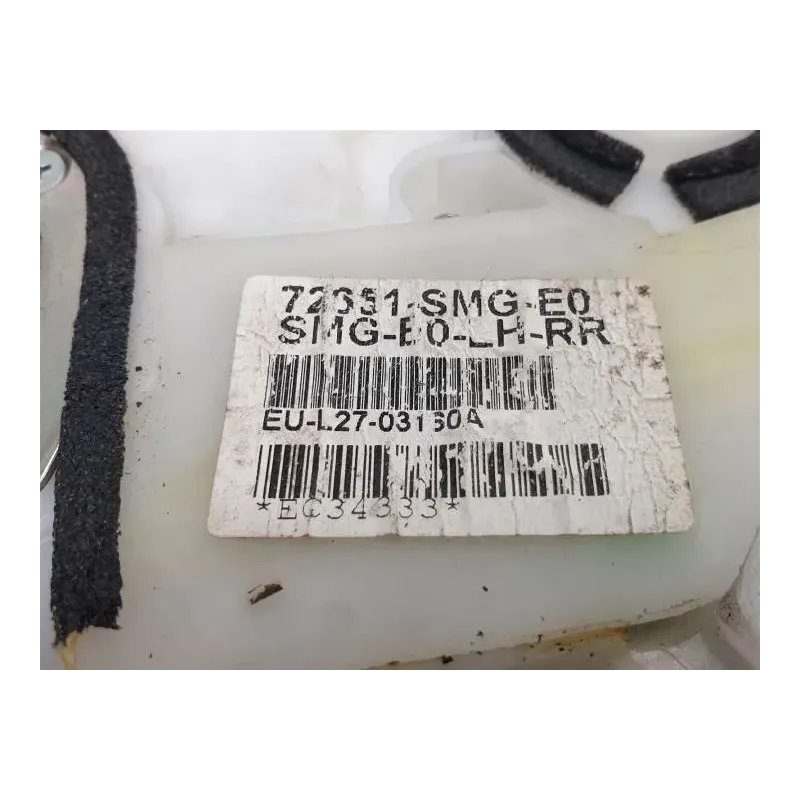 72651-SMG-E0
SMG-E0-LH-RR
EU-L27-03160A
*EC34333*